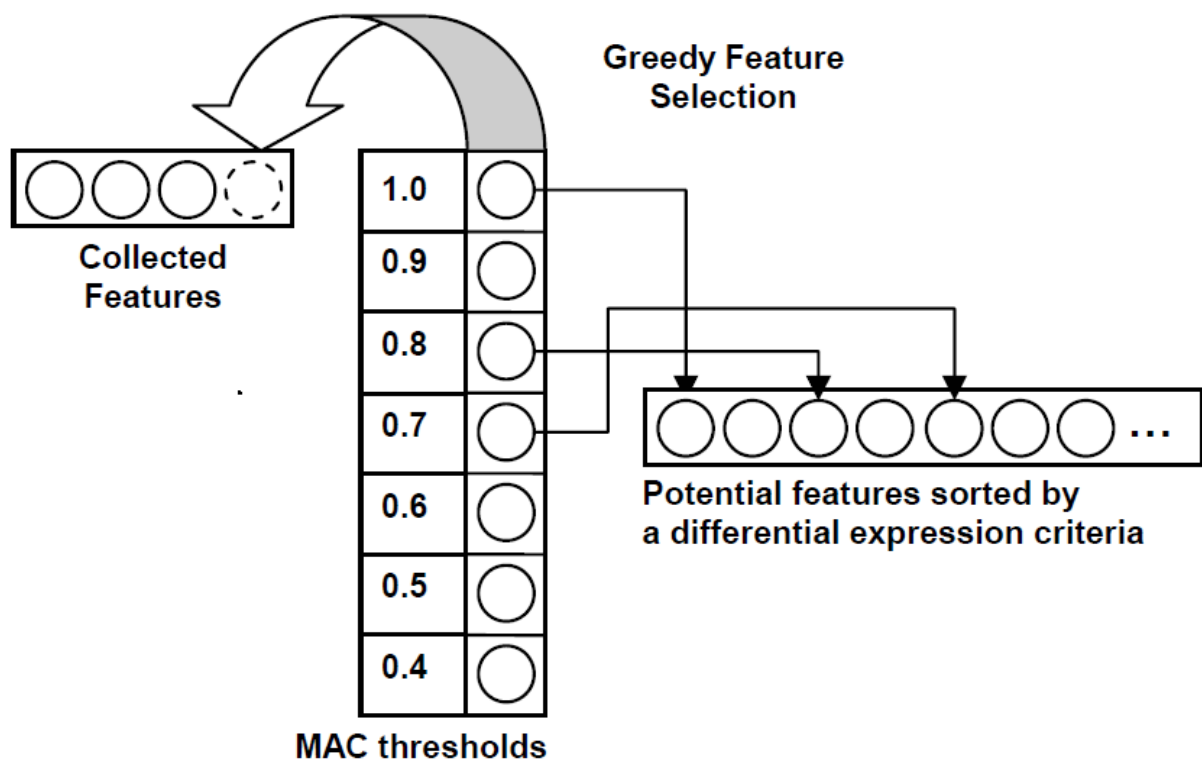 Greedy Feature
Selection
Collected
Features
1.0
0.9
0.8
0.7
0.6
0.5
0.4
MAC thresholds
...
Potential features sorted by
a differential expression criteria